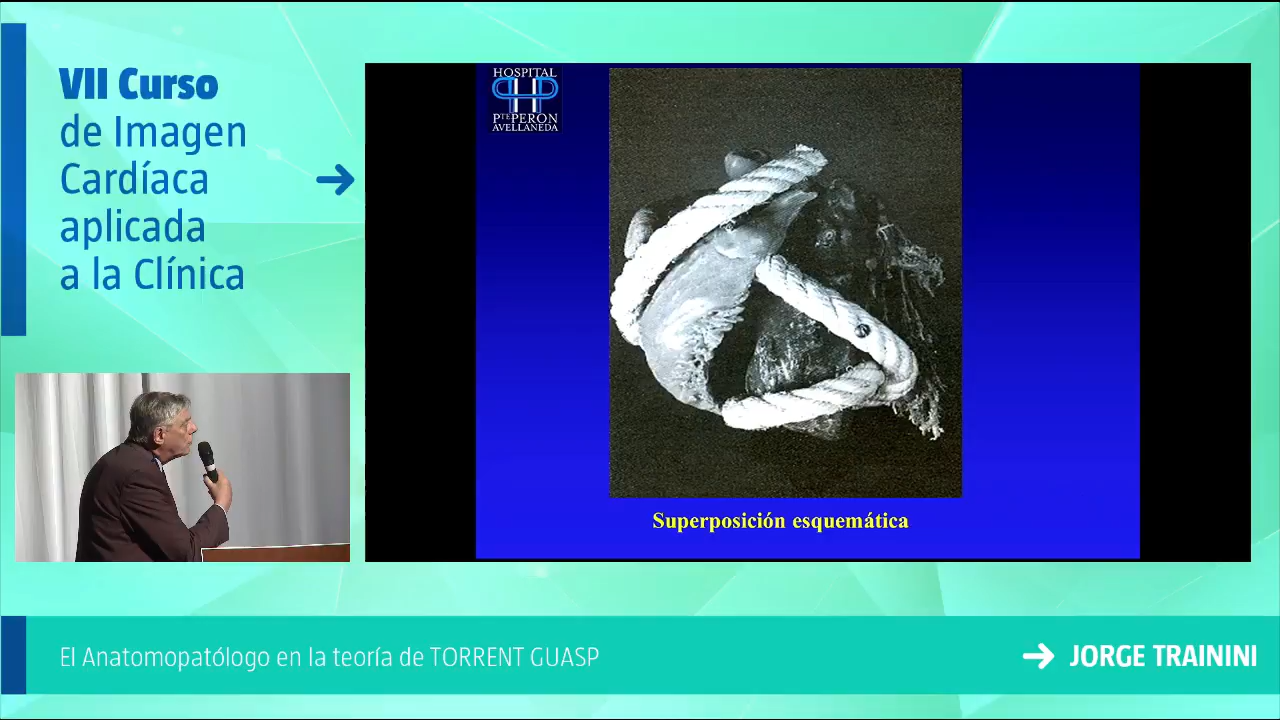 VII Curso
de Imagen
Cardíaca
aplicada
a la Clínica
HOSPITAL
PTE PERON
AVELLANEDA
Superposición esquemática
El Anatomopatólogo en la teoría de TORRENT GUASP
JORGE TRAININI